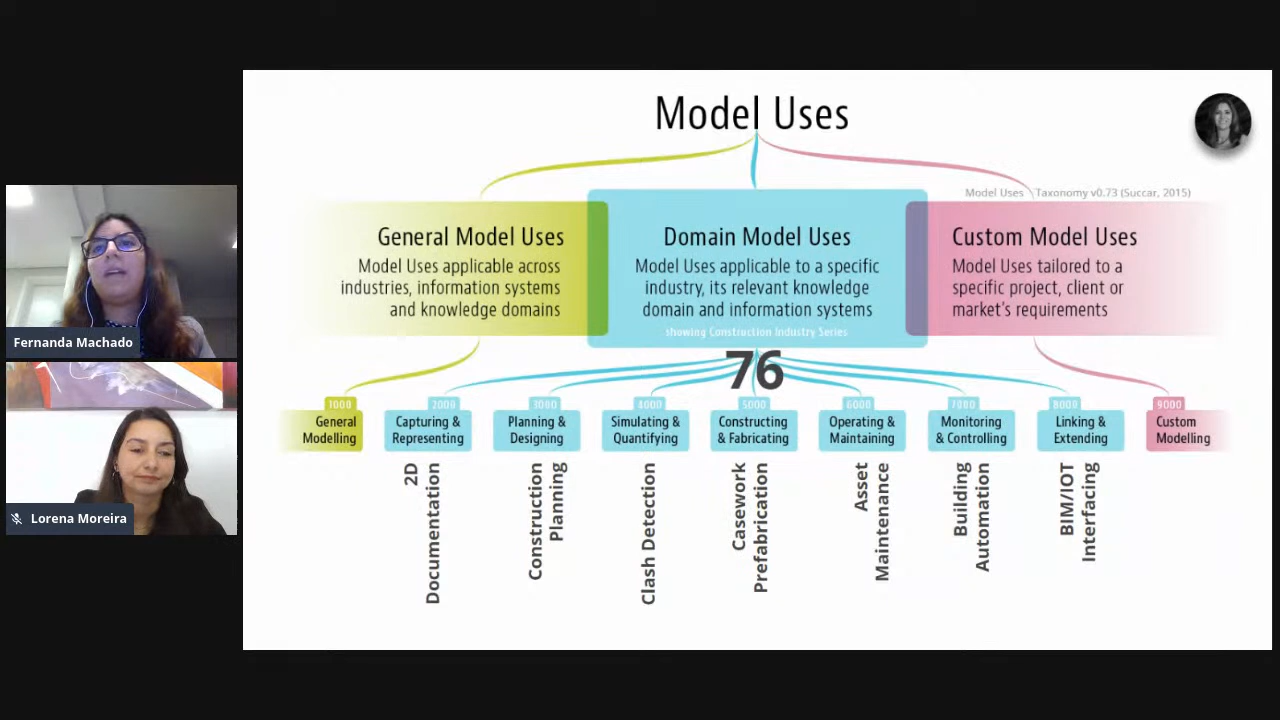 Model Uses
Model Uses Taxonomy v0.73 (Succar, 2015)
General Model Uses
Model Uses applicable across
industries, information systems
and knowledge domains
Domain Model Uses
Model Uses applicable to a specific
industry, its relevant knowledge
domain and information systems
showing Construction Industry Series
Custom Model Uses
Model Uses tailored to a
specific project, client or
market's requirements
76
1000
General
Modelling
2000
Capturing &
Representing
3000
Planning &
Designing
4000
Simulating &
Quantifying
5000
Constructing
& Fabricating
6000
Operating &
Maintaining
7000
Monitoring
& Controlling
8000
Linking &
Extending
9000
Custom
Modelling
2D
Documentation
Construction
Planning
Clash Detection
Casework
Prefabrication
Asset
Maintenance
Building
Automation
BIM/IOT
Interfacing
Fernanda Machado
Lorena Moreira